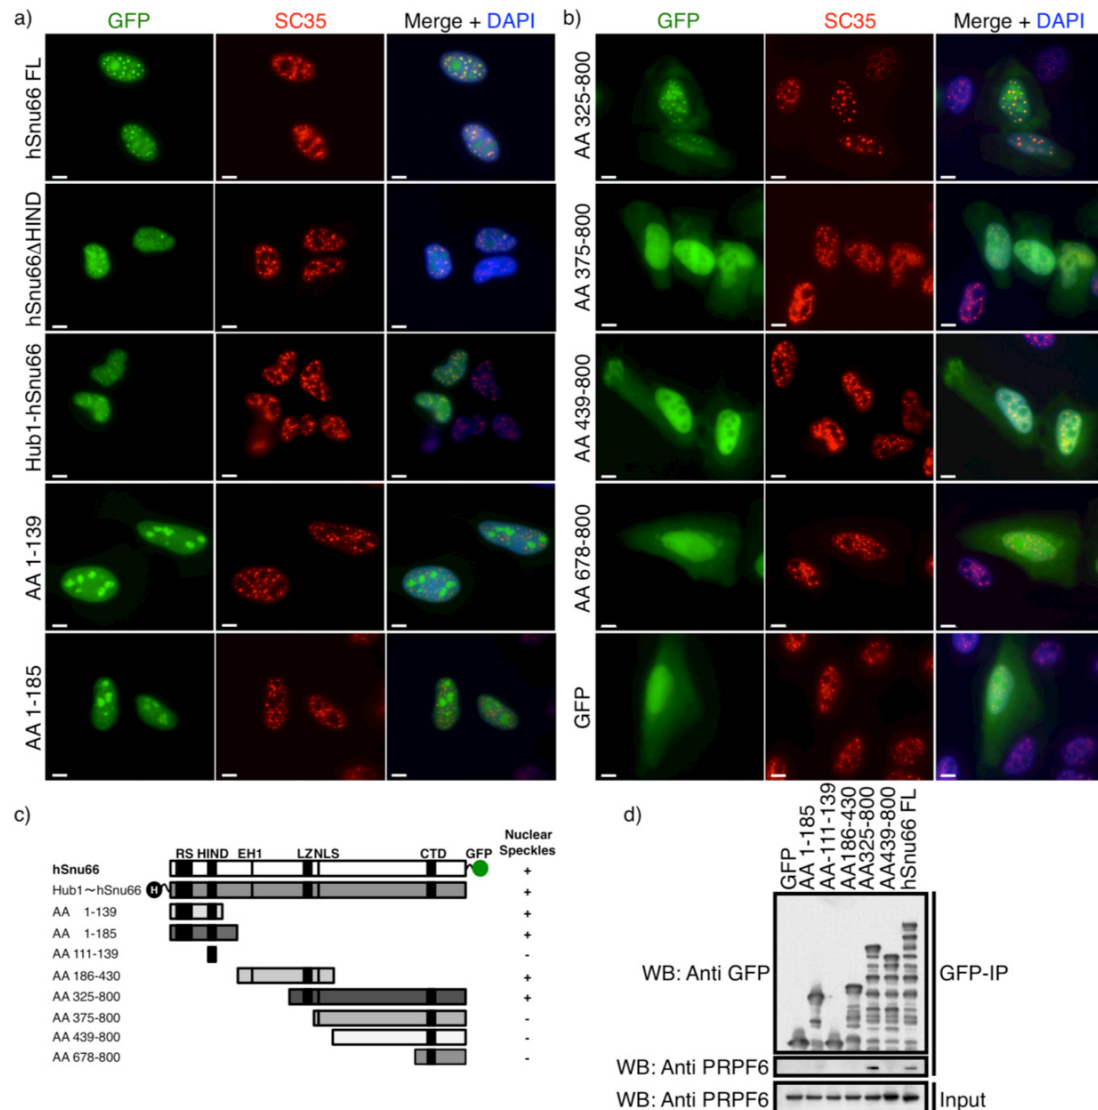 a)
GFP SC35 Merge + DAPI
hSnu66 FL
hSnu66ΔHIND
Hub1-hSnu66
AA 1-139
AA 1-185
b)
GFP SC35 Merge + DAPI
AA 325-800
AA 375-800
AA 439-800
AA 678-800
GFP
c)
Nuclear
Speckles
RS HIND EH1 LZ NLS CTD GFP
hSnu66 +
H
Hub1~hSnu66 +
AA 1-139 +
AA 1-185 +
AA 111-139 -
AA 186-430 +
AA 325-800 +
AA 375-800 -
AA 439-800 -
AA 678-800 -
d)
GFP
AA 1-185
AA-111-139
AA186-430
AA325-800
AA439-800
hSnu66 FL
WB: Anti GFP
GFP-IP
WB: Anti PRPF6
WB: Anti PRPF6 Input